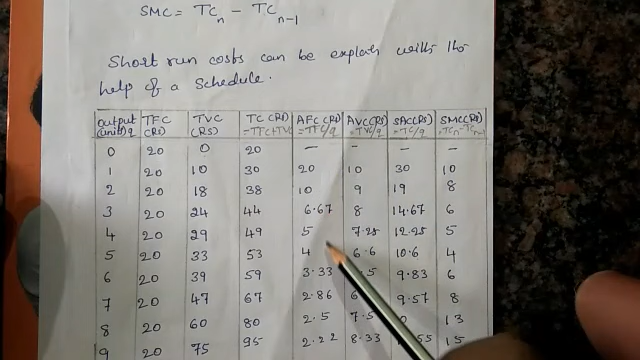 SMC = TCn - TCn-1
Short run costs can be explain with the
help of a Schedule.
Output (unit)q TFC (RS) TVC (RS) TC (RS) =TFC+TVC AFC(RS) =TFC/q AVC(RS) =TVC/q SAC(RS) =TC/q SMC(RS) =TCn-TCn-1
0 20 0 20 — — — —
1 20 10 30 20 10 30 10
2 20 18 38 10 9 19 8
3 20 24 44 6.67 8 14.67 6
4 20 29 49 5 7.25 12.25 5
5 20 33 53 4 6.6 10.6 4
6 20 39 59 3.33 9.83 6
7 20 47 67 2.86 9.57 8
8 20 60 80 2.5 7.5 13
9 20 75 95 2.22 8.33 15